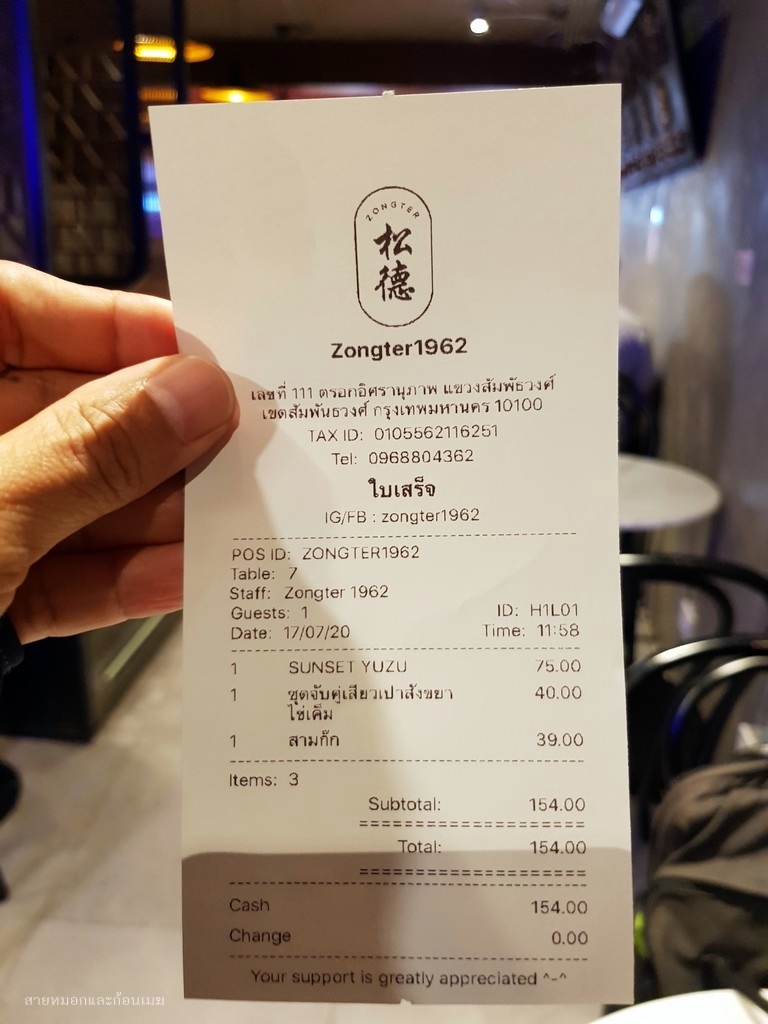 ZONGTER
松德
Zongter1962
เลขที่ 111 ตรอกอิศรานุภาพ แขวงสัมพัธวงศ์
เขตสัมพันธวงศ์ กรุงเทพมหานคร 10100
TAX ID: 0105562116251
Tel: 0968804362
ใบเสร็จ
IG/FB : zongter1962
POS ID: ZONGTER1962
Table: 7
Staff: Zongter 1962
Guests: 1 ID: H1L01
Date: 17/07/20 Time: 11:58
1 SUNSET YUZU 75.00
1 ชุดจับคู่เสียวเปาสังขยา 40.00
ไข่เค็ม
1 สามก๊ก 39.00
Items: 3
Subtotal: 154.00
====================
Total: 154.00
====================
Cash 154.00
Change 0.00
Your support is greatly appreciated ^-^
สายหมอกและก้อนเมฆ